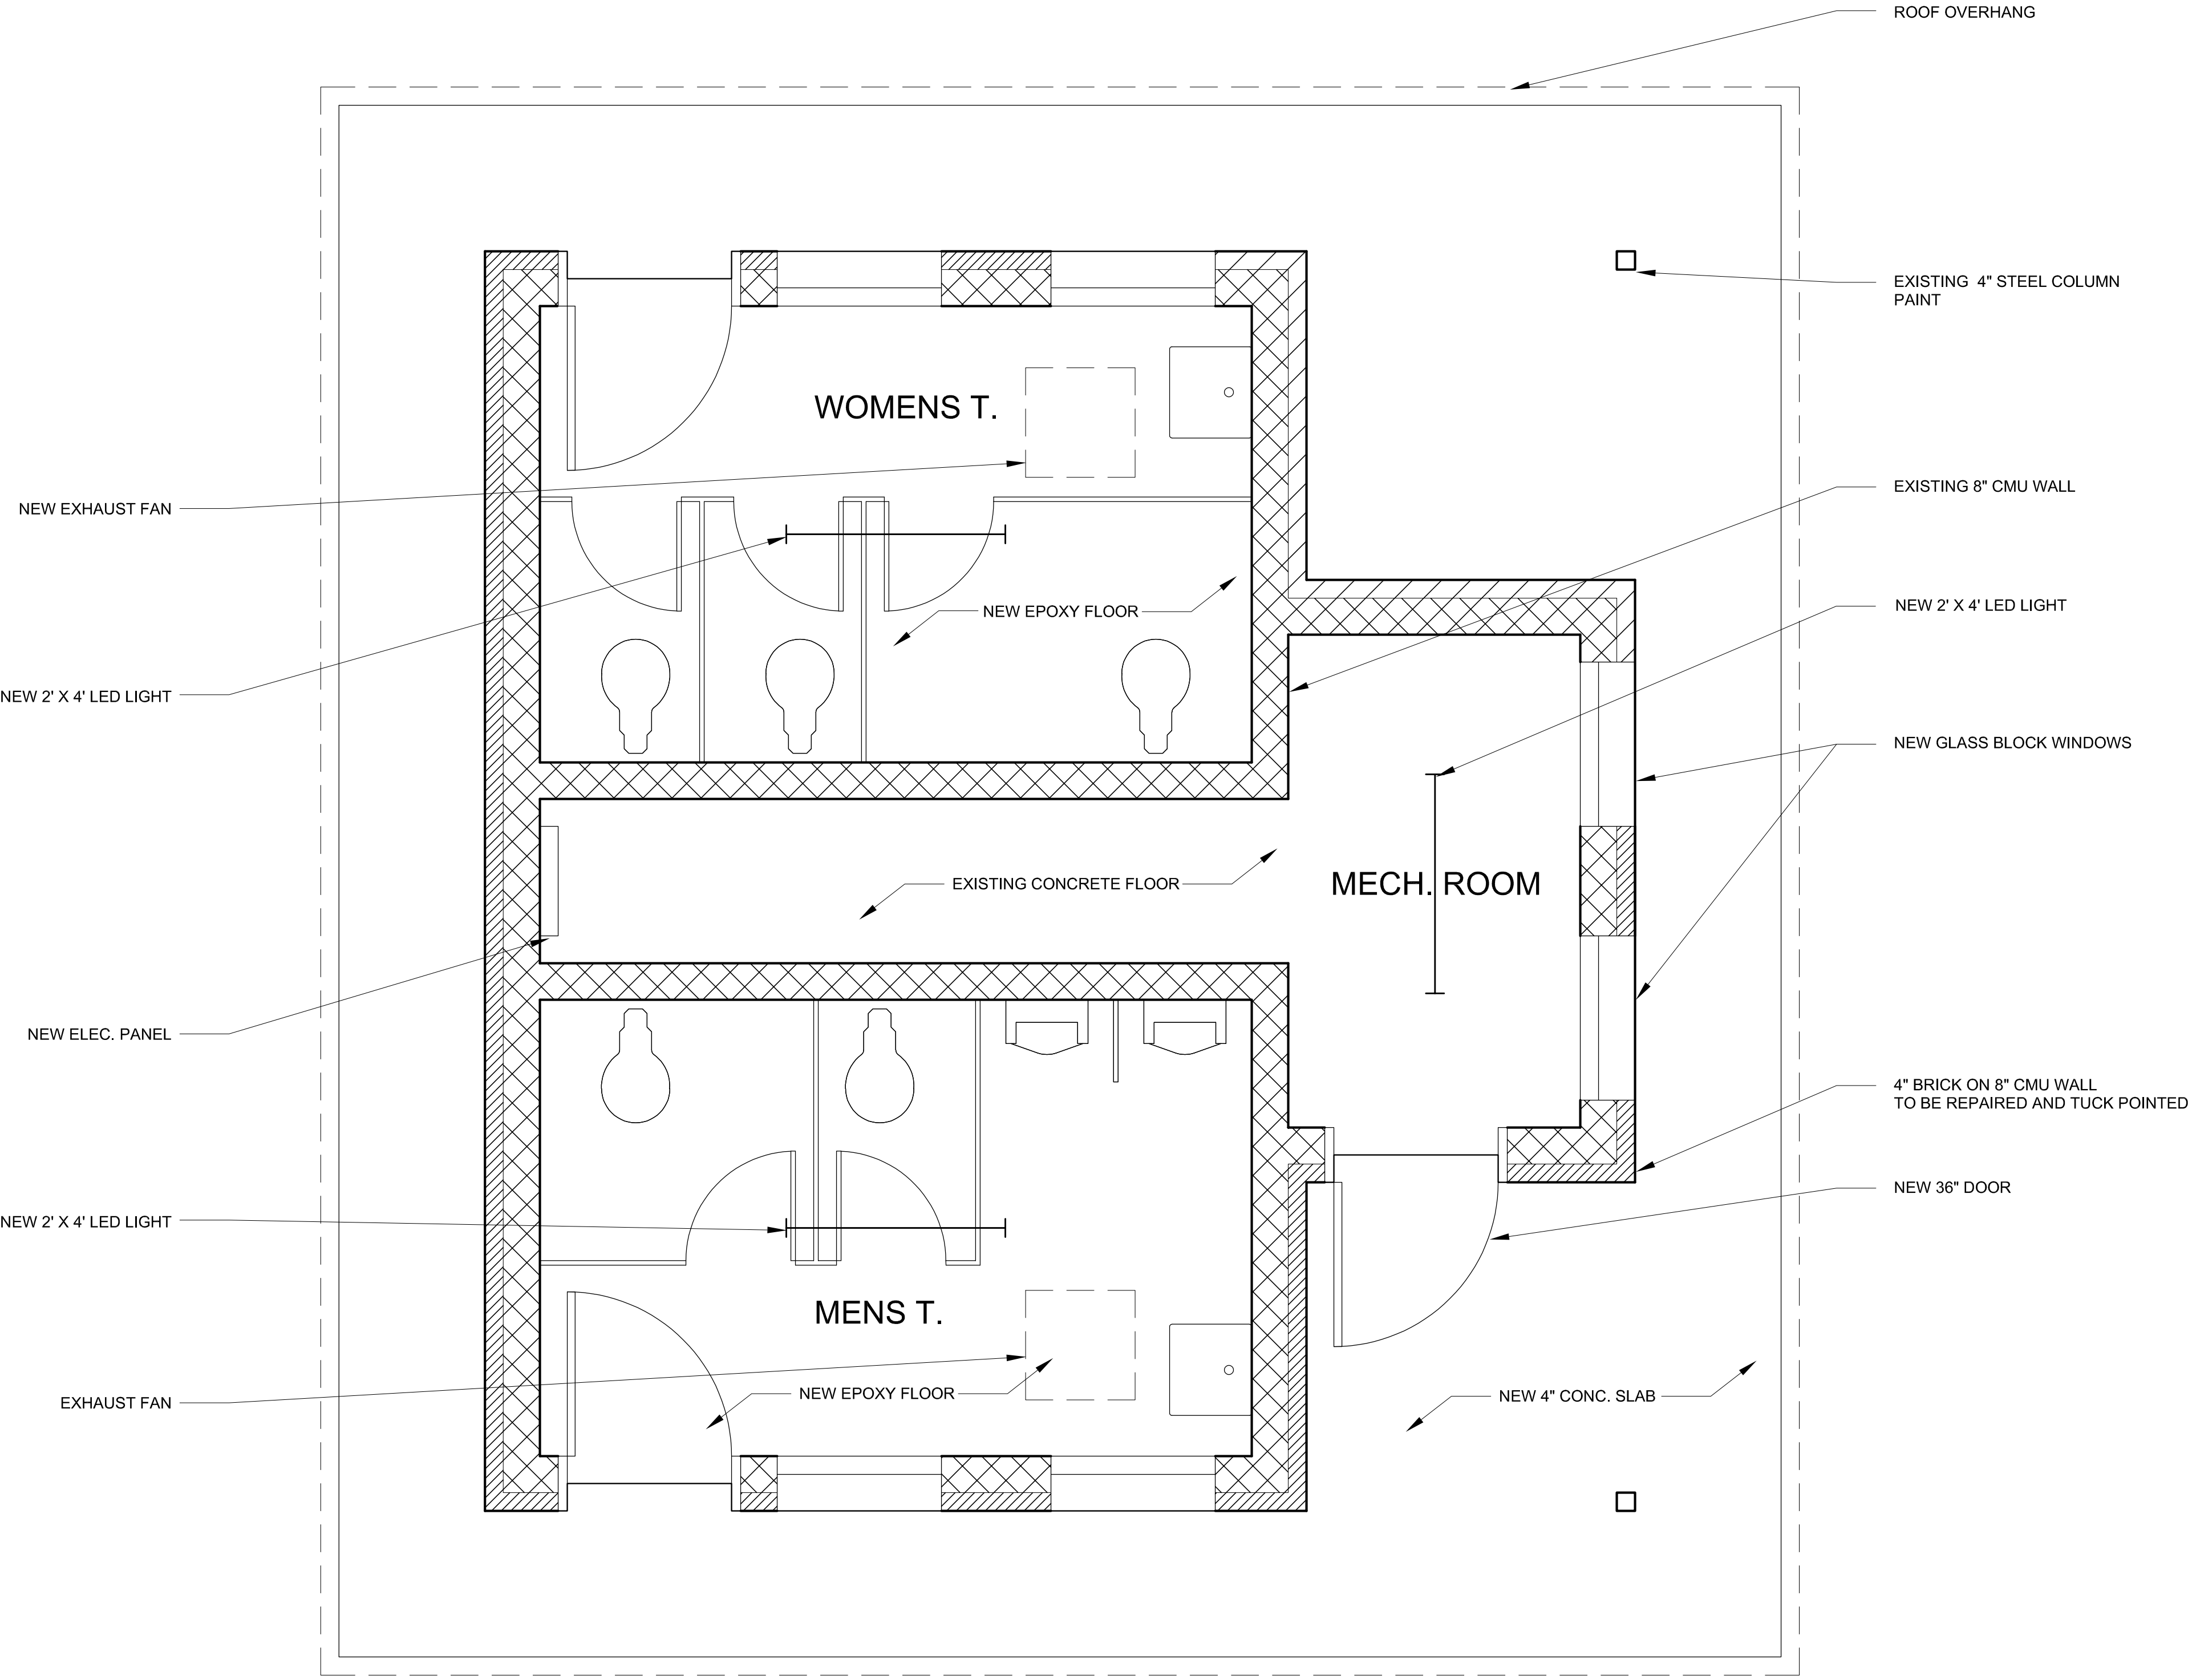 ROOF OVERHANG
EXISTING 4" STEEL COLUMN
PAINT
WOMENS T.
EXISTING 8" CMU WALL
NEW EXHAUST FAN
NEW 2' X 4' LED LIGHT
NEW EPOXY FLOOR
NEW 2' X 4' LED LIGHT
NEW GLASS BLOCK WINDOWS
EXISTING CONCRETE FLOOR
MECH. ROOM
NEW ELEC. PANEL
4" BRICK ON 8" CMU WALL
TO BE REPAIRED AND TUCK POINTED
NEW 36" DOOR
NEW 2' X 4' LED LIGHT
MENS T.
NEW EPOXY FLOOR
NEW 4" CONC. SLAB
EXHAUST FAN